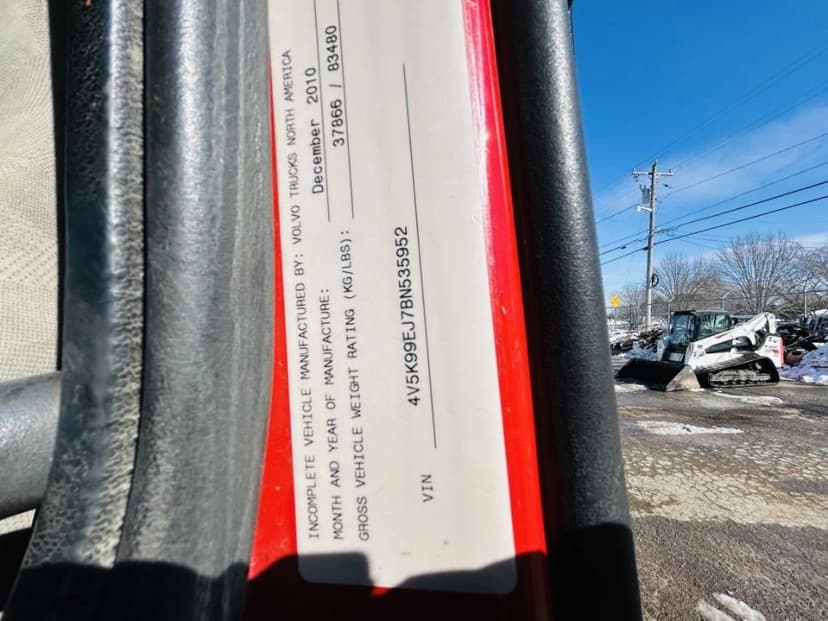 INCOMPLETE VEHICLE MANUFACTURED BY: VOLVO TRUCKS NORTH AMERICA
MONTH AND YEAR OF MANUFACTURE: December 2010
GROSS VEHICLE WEIGHT RATING (KG/LBS): 37866 / 83480
VIN 4V5K99EJ7BN535952